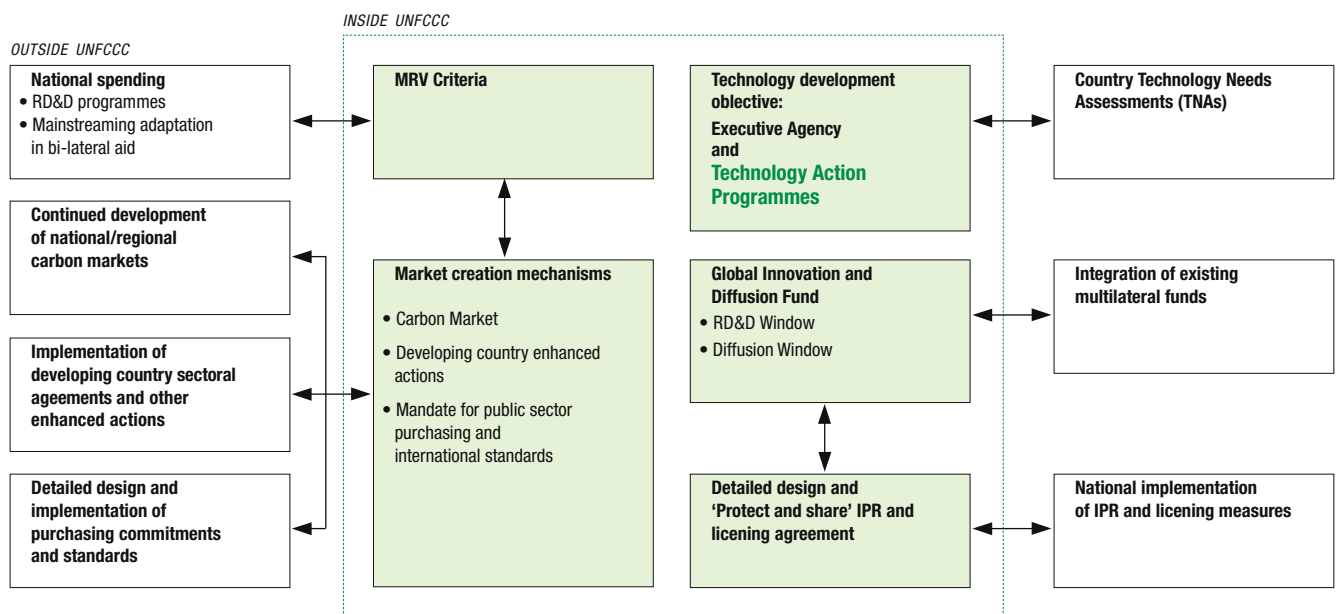 INSIDE UNFCCC
OUTSIDE UNFCCC
National spending
• RD&D programmes
• Mainstreaming adaptation
in bi-lateral aid
Continued development
of national/regional
carbon markets
Implementation of
developing country sectoral
ageements and other
enhanced actions
Detailed design and
implementation of
purchasing commitments
and standards
MRV Criteria
Market creation mechanisms
• Carbon Market
• Developing country enhanced
actions
• Mandate for public sector
purchasing and
international standards
Technology development
oblective:
Executive Agency
and
Technology Action
Programmes
Global Innovation and
Diffusion Fund
• RD&D Window
• Diffusion Window
Detailed design and
‘Protect and share’ IPR and
licening agreement
Country Technology Needs
Assessments (TNAs)
Integration of existing
multilateral funds
National implementation
of IPR and licening measures